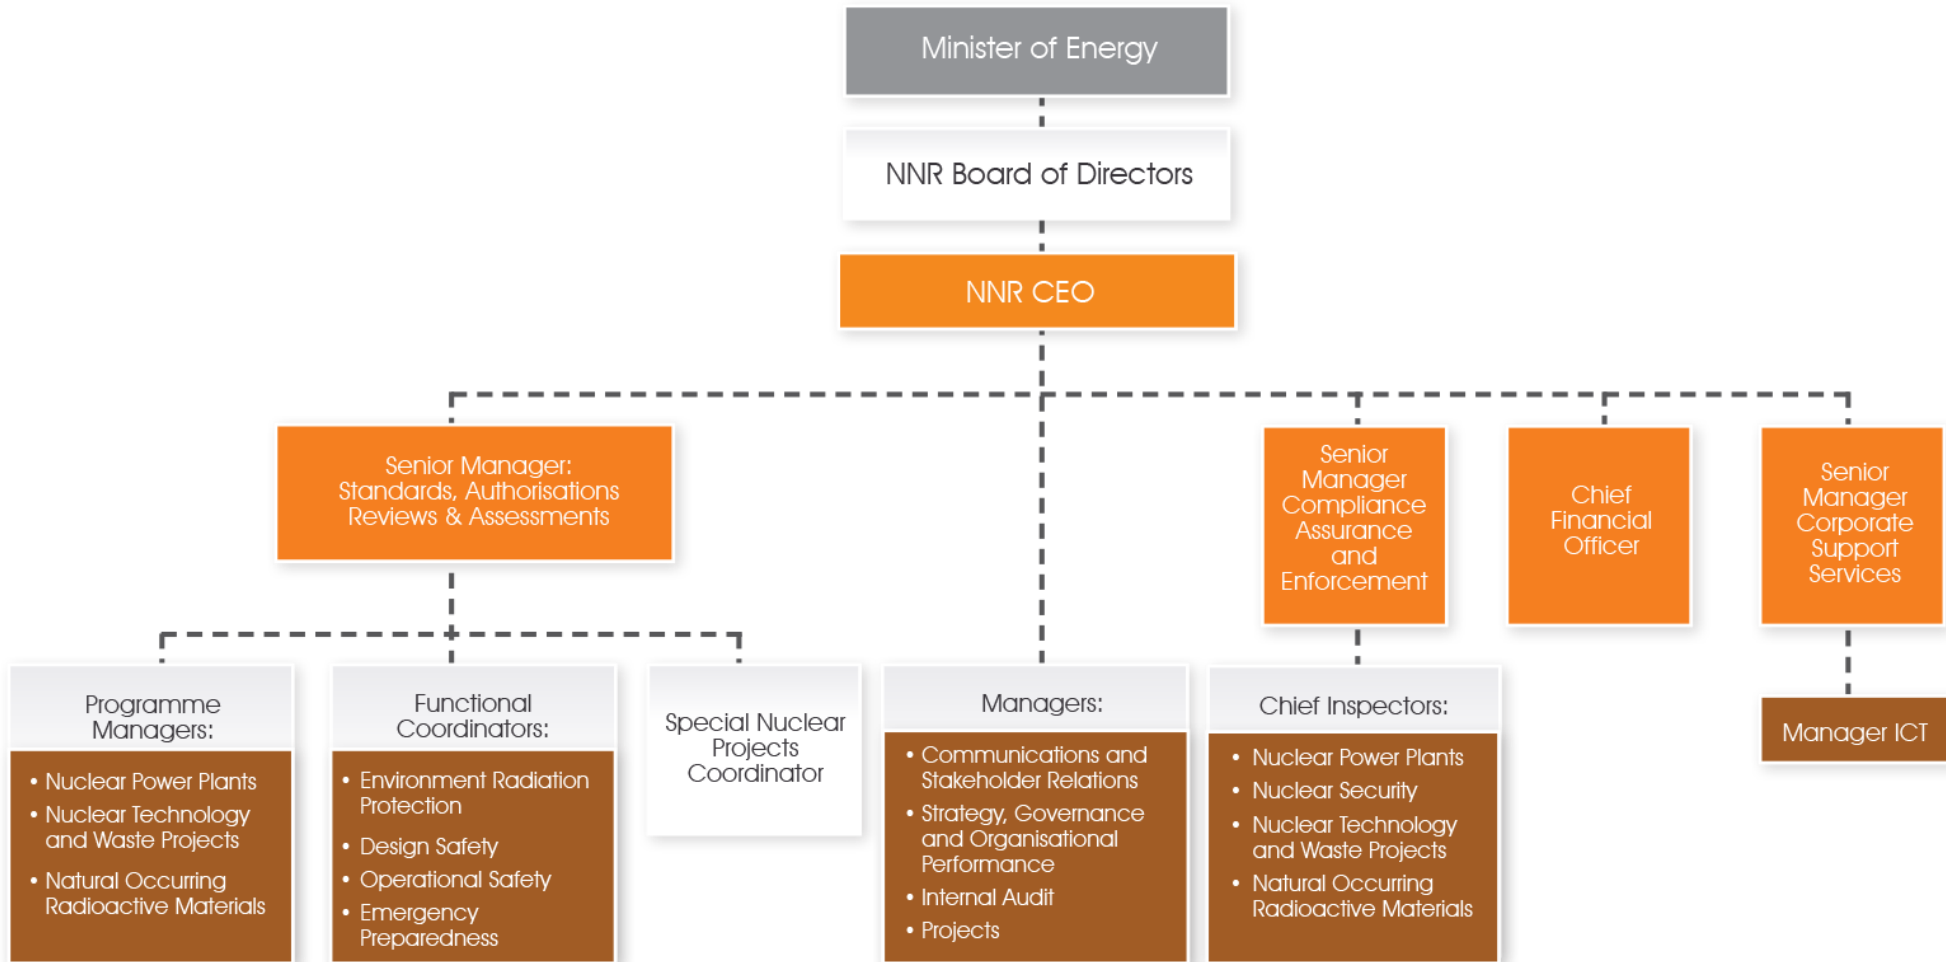 Minister of Energy
NNR Board of Directors
NNR CEO
Senior Manager:
Standards, Authorisations
Reviews & Assessments
Senior
Manager
Compliance
Assurance
and
Enforcement
Chief
Financial
Officer
Senior
Manager
Corporate
Support
Services
Programme
Managers:
• Nuclear Power Plants
• Nuclear Technology
and Waste Projects
• Natural Occurring
Radioactive Materials
Functional
Coordinators:
• Environment Radiation
Protection
• Design Safety
• Operational Safety
• Emergency
Preparedness
Special Nuclear
Projects
Coordinator
Managers:
• Communications and
Stakeholder Relations
• Strategy, Governance
and Organisational
Performance
• Internal Audit
• Projects
Chief Inspectors:
• Nuclear Power Plants
• Nuclear Security
• Nuclear Technology
and Waste Projects
• Natural Occurring
Radioactive Materials
Manager ICT